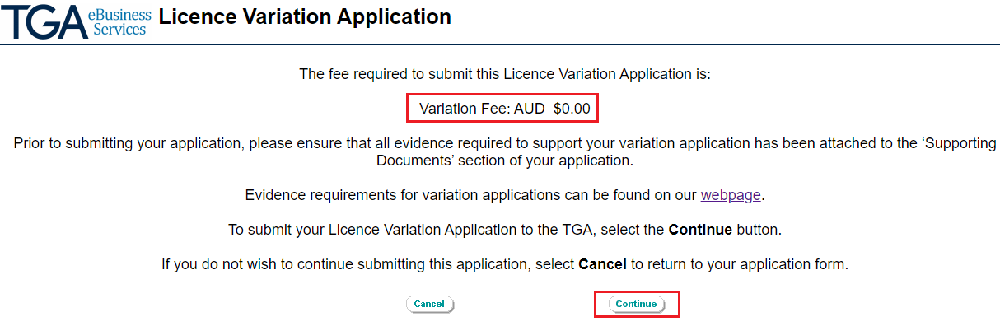 TGA eBusiness Services Licence Variation Application
The fee required to submit this Licence Variation Application is:
Variation Fee: AUD $0.00
Prior to submitting your application, please ensure that all evidence required to support your variation application has been attached to the ‘Supporting
Documents’ section of your application.
Evidence requirements for variation applications can be found on our webpage.
To submit your Licence Variation Application to the TGA, select the Continue button.
If you do not wish to continue submitting this application, select Cancel to return to your application form.
Cancel Continue